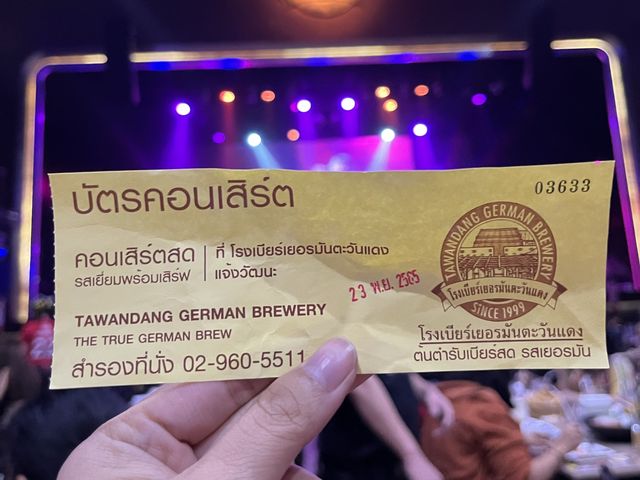 บัตรคอนเสิร์ต
03633
คอนเสิร์ตสด
รสเยี่ยมพร้อมเสิร์ฟ
ที่ โรงเบียร์เยอรมันตะวันแดง
แจ้งวัฒนะ
23 พ.ย. 2565
TAWANDANG GERMAN BREWERY
THE TRUE GERMAN BREW
สำรองที่นั่ง 02-960-5511
TAWANDANG GERMAN BREWERY
โรงเบียร์เยอรมันตะวันแดง
SINCE 1999
โรงเบียร์เยอรมันตะวันแดง
ต้นตำรับเบียร์สด รสเยอรมัน